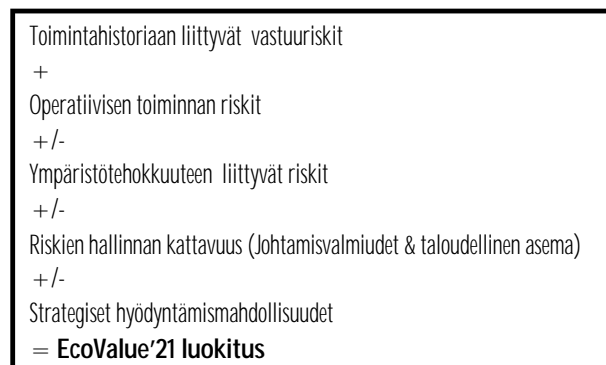 Toimintahistoriaan liittyvät vastuuriskit
+
Operatiivisen toiminnan riskit
+/-
Ympäristötehokkuuteen liittyvät riskit
+/-
Riskien hallinnan kattavuus (Johtamisvalmiudet & taloudellinen asema)
+/-
Strategiset hyödyntämismahdollisuudet
= EcoValue'21 luokitus